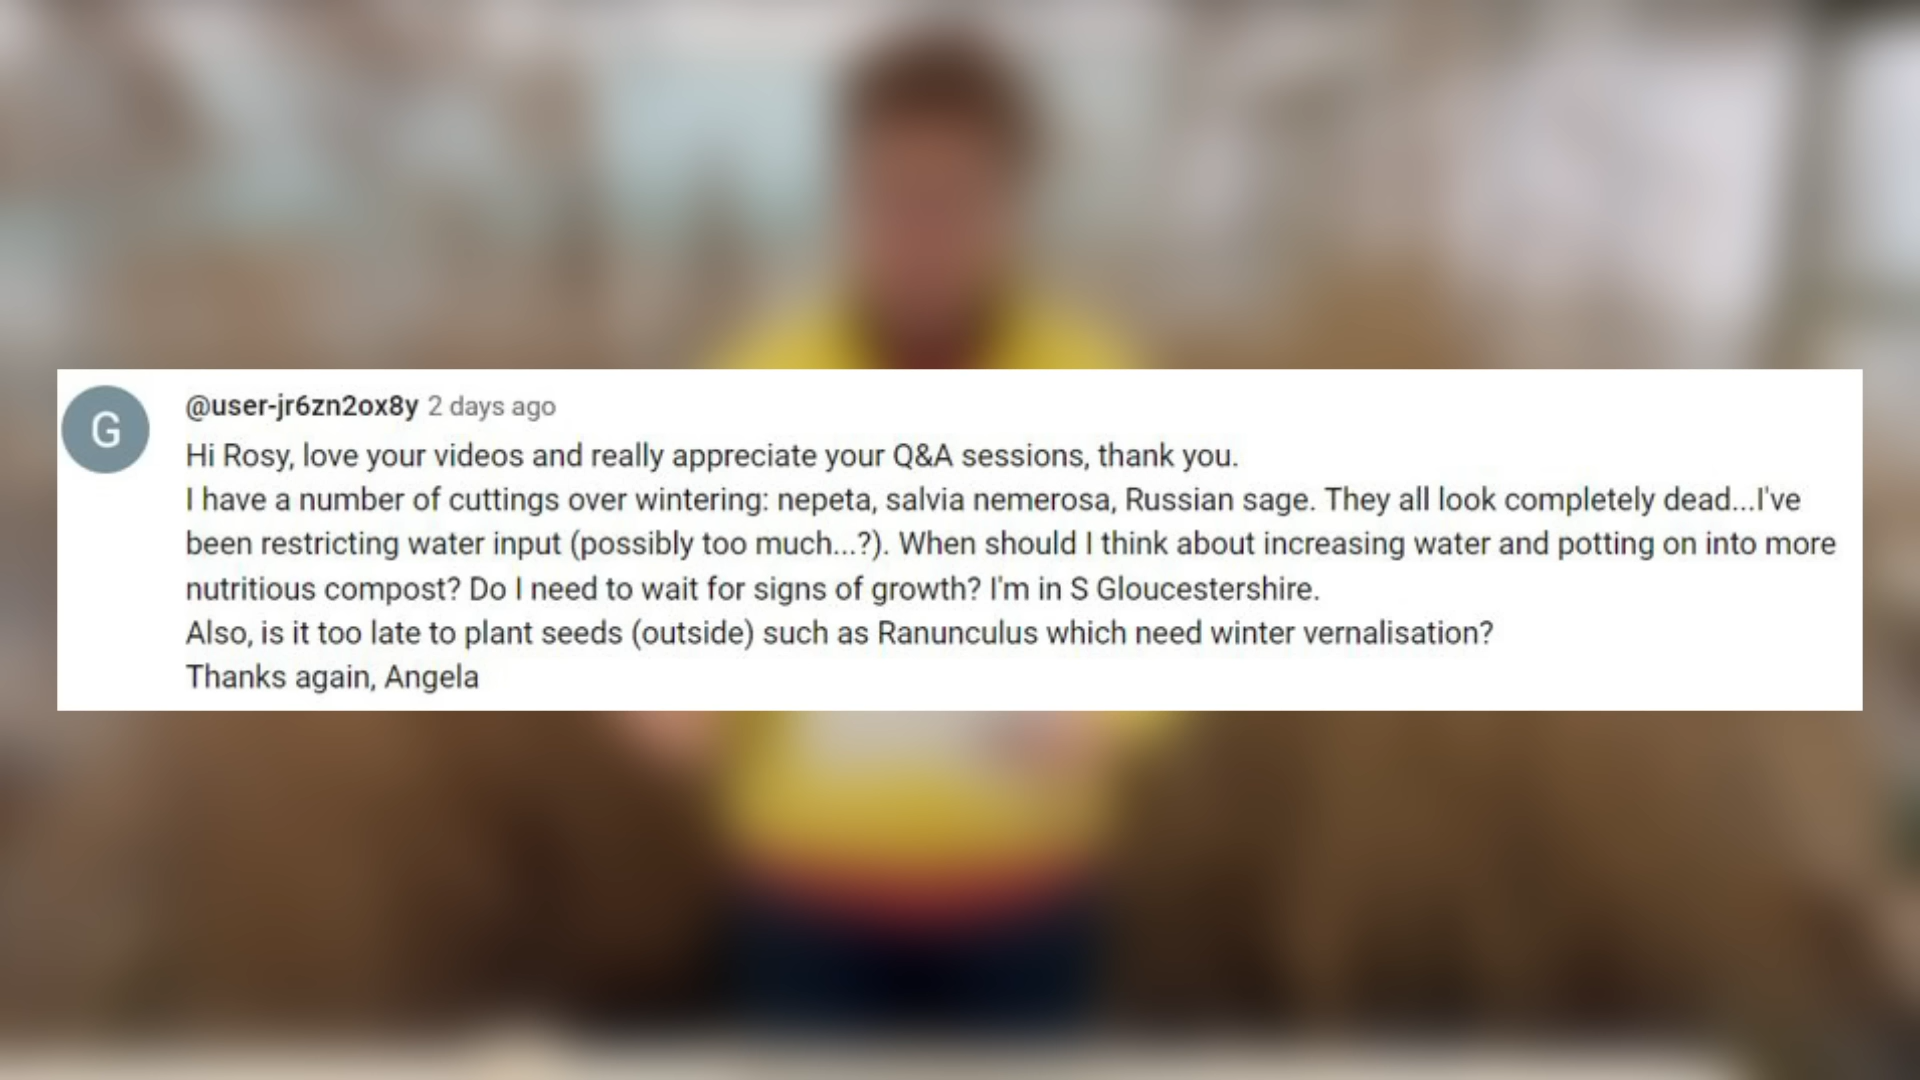 G
@user-jr6zn2ox8y 2 days ago
Hi Rosy, love your videos and really appreciate your Q&A sessions, thank you.
I have a number of cuttings over wintering: nepeta, salvia nemerosa, Russian sage. They all look completely dead...I've
been restricting water input (possibly too much...?). When should I think about increasing water and potting on into more
nutritious compost? Do I need to wait for signs of growth? I'm in S Gloucestershire.
Also, is it too late to plant seeds (outside) such as Ranunculus which need winter vernalisation?
Thanks again, Angela